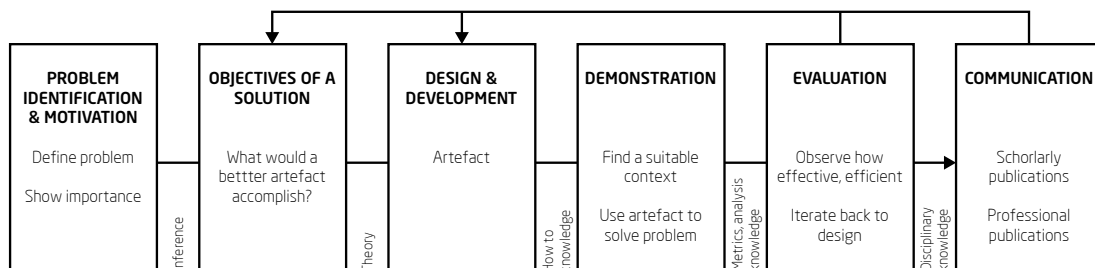 PROBLEM
IDENTIFICATION
& MOTIVATION
Define problem
Show importance
Inference
OBJECTIVES OF A
SOLUTION
What would a
bettter artefact
accomplish?
Theory
DESIGN &
DEVELOPMENT
Artefact
How to
knowledge
DEMONSTRATION
Find a suitable
context
Use artefact to
solve problem
Metrics, analysis
knowledge
EVALUATION
Observe how
effective, efficient
Iterate back to
design
Disciplinary
knowledge
COMMUNICATION
Schorlarly
publications
Professional
publications